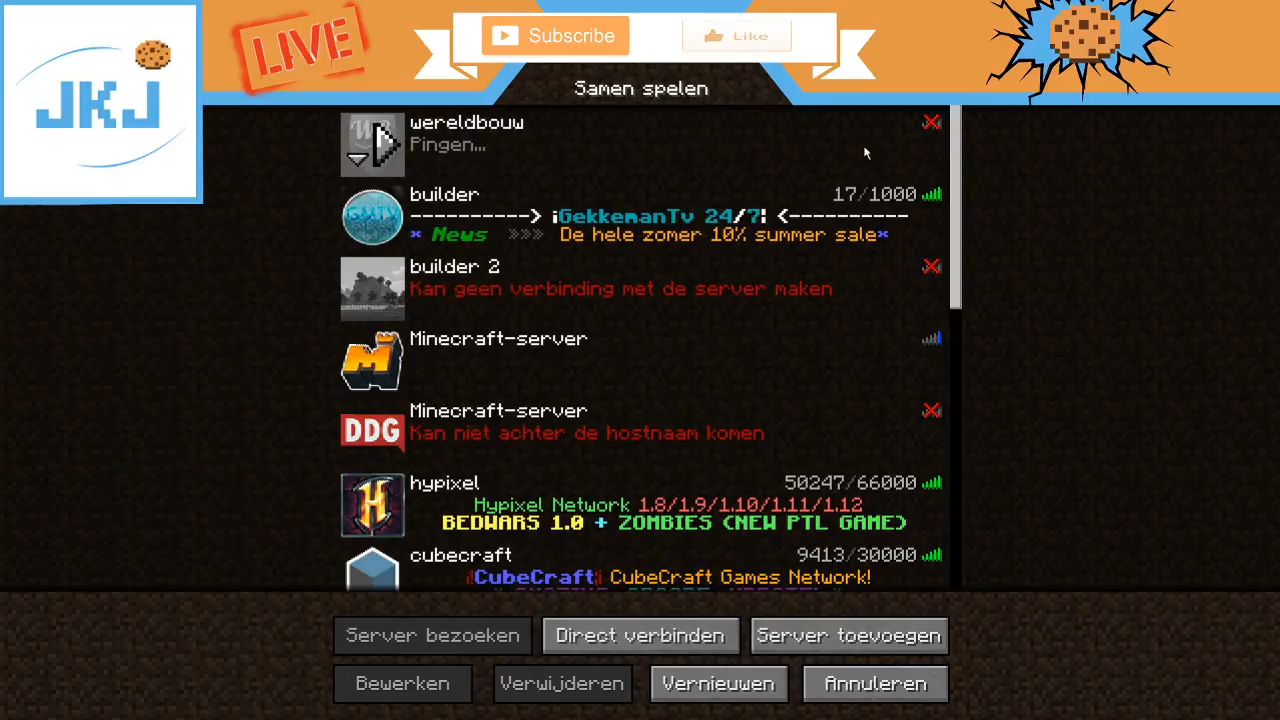 JKJ
LIVE
Subscribe
Like
Samen spelen
wereldbouw
Pingen...
builder 17/1000
GMTV
----------> ¡GekkemanTv 24/7! <----------
* News »»» De hele zomer 10% summer sale*
builder 2
Kan geen verbinding met de server maken
Minecraft-server
Minecraft-server
DDG
Kan niet achter de hostnaam komen
hypixel 50247/66000
Hypixel Network 1.8/1.9/1.10/1.11/1.12
BEDWARS 1.0 + ZOMBIES (NEW PTL GAME)
cubecraft 9413/30000
CubeCraft CubeCraft Games Network!
Server bezoeken
Direct verbinden
Server toevoegen
Bewerken
Verwijderen
Vernieuwen
Annuleren